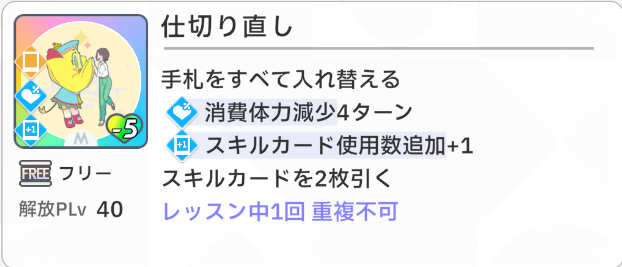 仕切り直し
手札をすべて入れ替える
消費体力減少4ターン
+1 スキルカード使用数追加+1
スキルカードを2枚引く
レッスン中1回 重複不可
+1
M
-5
FREE フリー
解放PLv 40